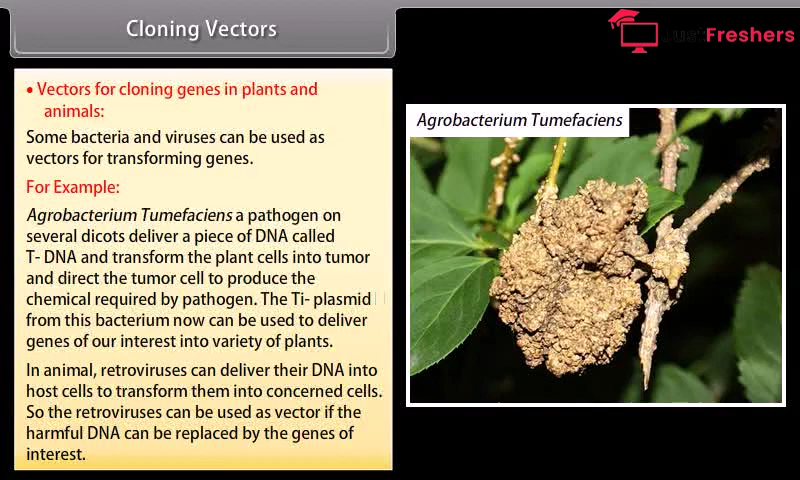 Cloning Vectors
Just Freshers
• Vectors for cloning genes in plants and
animals:
Some bacteria and viruses can be used as
vectors for transforming genes.
For Example:
Agrobacterium Tumefaciens a pathogen on
several dicots deliver a piece of DNA called
T- DNA and transform the plant cells into tumor
and direct the tumor cell to produce the
chemical required by pathogen. The Ti- plasmid
from this bacterium now can be used to deliver
genes of our interest into variety of plants.
In animal, retroviruses can deliver their DNA into
host cells to transform them into concerned cells.
So the retroviruses can be used as vector if the
harmful DNA can be replaced by the genes of
interest.
Agrobacterium Tumefaciens